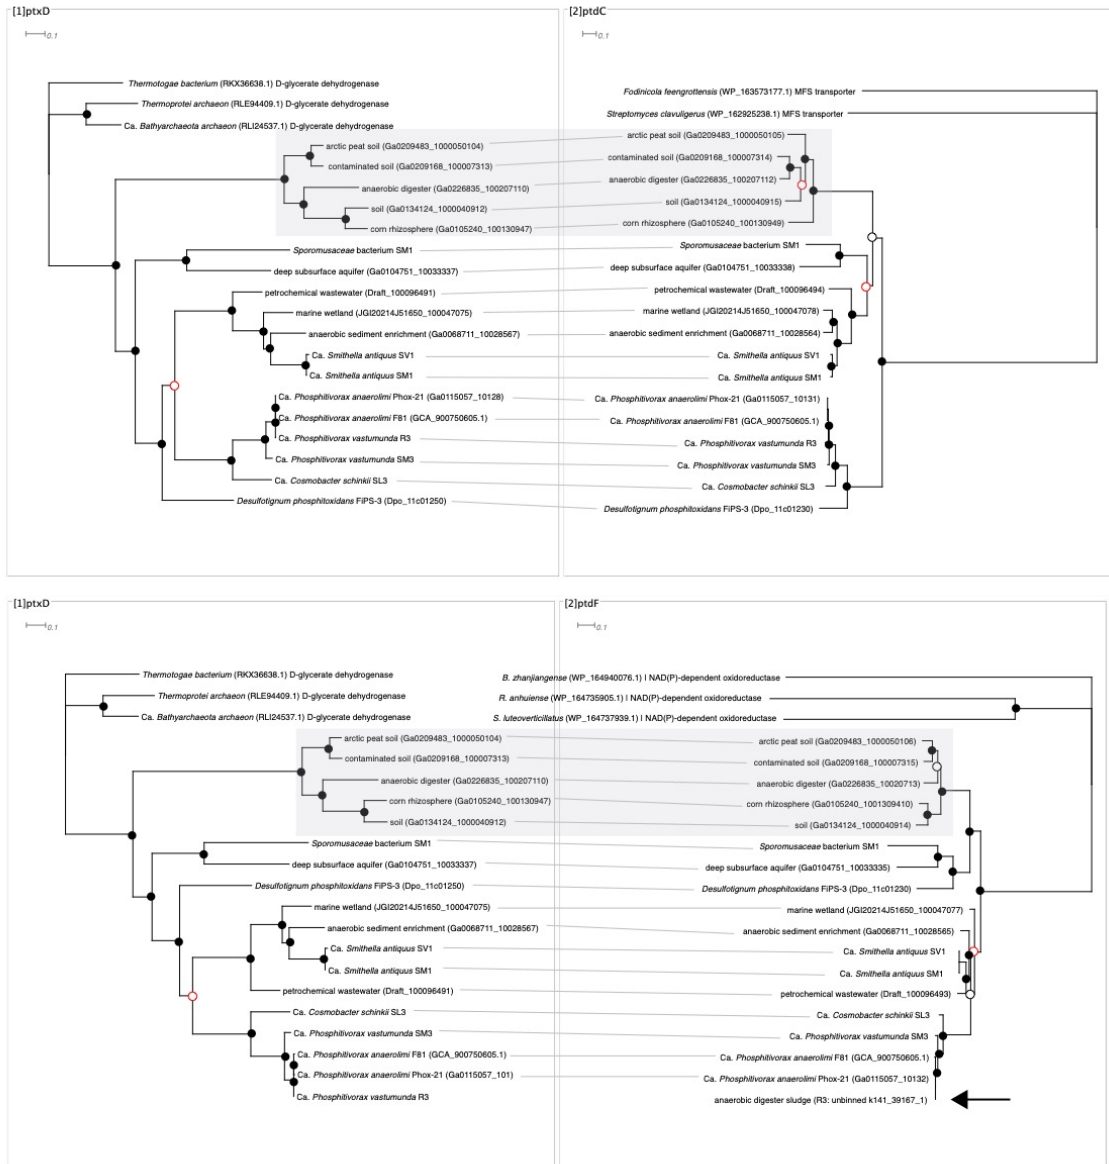 [1]ptxD
0.1
Thermotogae bacterium (RKX36638.1) D-glycerate dehydrogenase
Thermoprotei archaeon (RLE94409.1) D-glycerate dehydrogenase
Ca. Bathyarchaeota archaeon (RLI24537.1) D-glycerate dehydrogenase
arctic peat soil (Ga0209483_1000050104)
contaminated soil (Ga0209168_100007313)
anaerobic digester (Ga0226835_100207110)
soil (Ga0134124_1000040912)
corn rhizosphere (Ga0105240_100130947)
Sporomusaceae bacterium SM1
deep subsurface aquifer (Ga0104751_10033337)
petrochemical wastewater (Draft_100096491)
marine wetland (JGI20214J51650_100047075)
anaerobic sediment enrichment (Ga0068711_10028567)
Ca. Smithella antiquus SV1
Ca. Smithella antiquus SM1
Ca. Phosphitivorax anaerolimi Phox-21 (Ga0115057_10128)
Ca. Phosphitivorax anaerolimi F81 (GCA_900750605.1)
Ca. Phosphitivorax vastumunda R3
Ca. Phosphitivorax vastumunda SM3
Ca. Cosmobacter schinkii SL3
Desulfotignum phosphitoxidans FiPS-3 (Dpo_11c01250)
[2]ptdC
0.1
Fodinicola feengrottensis (WP_163573177.1) MFS transporter
Streptomyces clavuligerus (WP_162925238.1) MFS transporter
arctic peat soil (Ga0209483_1000050105)
contaminated soil (Ga0209168_100007314)
anaerobic digester (Ga0226835_100207112)
soil (Ga0134124_1000040915)
corn rhizosphere (Ga0105240_100130949)
Sporomusaceae bacterium SM1
deep subsurface aquifer (Ga0104751_10033338)
petrochemical wastewater (Draft_100096494)
marine wetland (JGI20214J51650_100047078)
anaerobic sediment enrichment (Ga0068711_10028564)
Ca. Smithella antiquus SV1
Ca. Smithella antiquus SM1
Ca. Phosphitivorax anaerolimi Phox-21 (Ga0115057_10131)
Ca. Phosphitivorax anaerolimi F81 (GCA_900750605.1)
Ca. Phosphitivorax vastumunda R3
Ca. Phosphitivorax vastumunda SM3
Ca. Cosmobacter schinkii SL3
Desulfotignum phosphitoxidans FiPS-3 (Dpo_11c01230)
[1]ptxD
0.1
Thermotogae bacterium (RKX36638.1) D-glycerate dehydrogenase
Thermoprotei archaeon (RLE94409.1) D-glycerate dehydrogenase
Ca. Bathyarchaeota archaeon (RLI24537.1) D-glycerate dehydrogenase
arctic peat soil (Ga0209483_1000050104)
contaminated soil (Ga0209168_100007313)
anaerobic digester (Ga0226835_100207110)
corn rhizosphere (Ga0105240_100130947)
soil (Ga0134124_1000040912)
Sporomusaceae bacterium SM1
deep subsurface aquifer (Ga0104751_10033337)
Desulfotignum phosphitoxidans FiPS-3 (Dpo_11c01250)
marine wetland (JGI20214J51650_100047075)
anaerobic sediment enrichment (Ga0068711_10028567)
Ca. Smithella antiquus SV1
Ca. Smithella antiquus SM1
petrochemical wastewater (Draft_100096491)
Ca. Cosmobacter schinkii SL3
Ca. Phosphitivorax vastumunda SM3
Ca. Phosphitivorax anaerolimi F81 (GCA_900750605.1)
Ca. Phosphitivorax anaerolimi Phox-21 (Ga0115057_101)
Ca. Phosphitivorax vastumunda R3
[2]ptdF
0.1
B. zhanjiangense (WP_164940076.1) I NAD(P)-dependent oxidoreductase
R. anhuiense (WP_164735905.1) I NAD(P)-dependent oxidoreductase
S. luteoverticillatus (WP_164737939.1) I NAD(P)-dependent oxidoreductase
arctic peat soil (Ga0209483_1000050106)
contaminated soil (Ga0209168_100007315)
anaerobic digester (Ga0226835_10020713)
corn rhizosphere (Ga0105240_1001309410)
soil (Ga0134124_1000040914)
Sporomusaceae bacterium SM1
deep subsurface aquifer (Ga0104751_10033335)
Desulfotignum phosphitoxidans FiPS-3 (Dpo_11c01230)
marine wetland (JGI20214J51650_100047077)
anaerobic sediment enrichment (Ga0068711_10028565)
Ca. Smithella antiquus SV1
Ca. Smithella antiquus SM1
petrochemical wastewater (Draft_100096493)
Ca. Cosmobacter schinkii SL3
Ca. Phosphitivorax vastumunda SM3
Ca. Phosphitivorax anaerolimi F81 (GCA_900750605.1)
Ca. Phosphitivorax anaerolimi Phox-21 (Ga0115057_10132)
anaerobic digester sludge (R3: unbinned k141_39167_1)